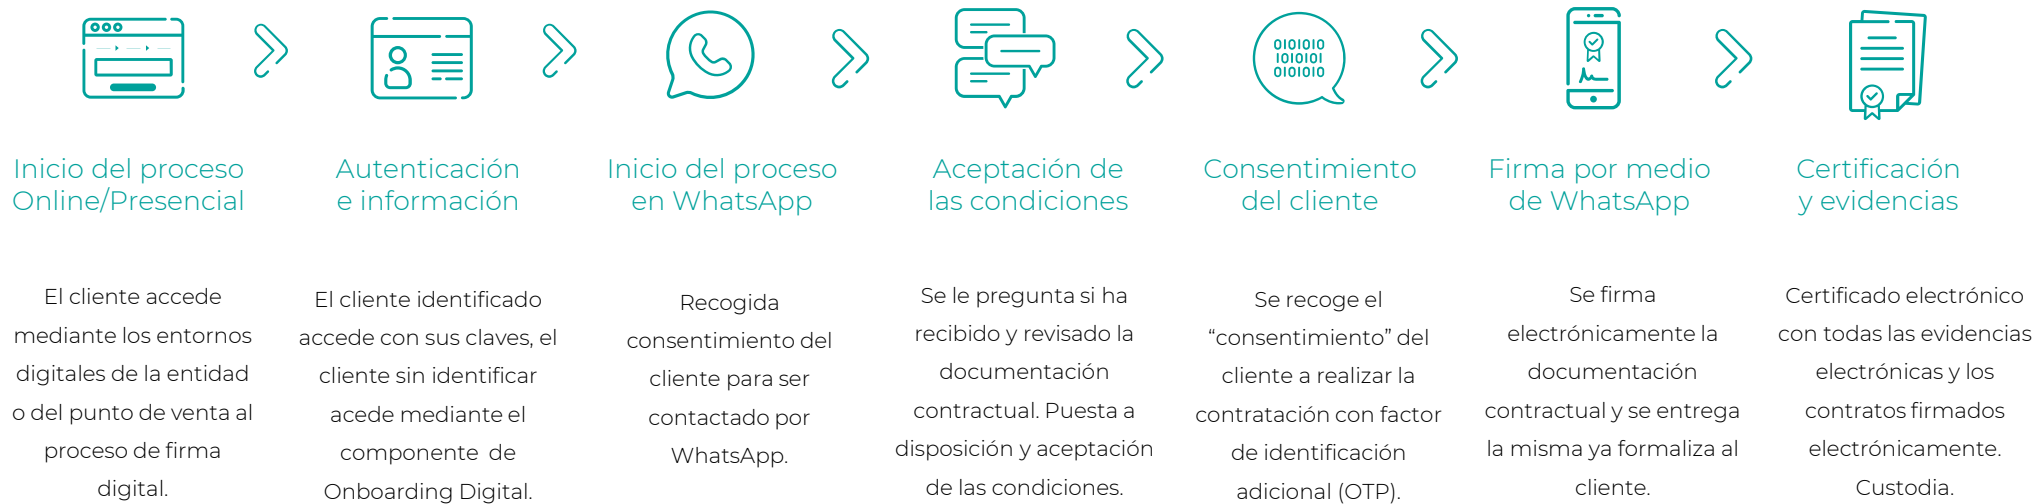 0101010
1010101
0101010
Inicio del proceso
Online/Presencial
El cliente accede
mediante los entornos
digitales de la entidad
o del punto de venta al
proceso de firma
digital.
Autenticación
e información
El cliente identificado
accede con sus claves, el
cliente sin identificar
acede mediante el
componente de
Onboarding Digital.
Inicio del proceso
en WhatsApp
Recogida
consentimiento del
cliente para ser
contactado por
WhatsApp.
Aceptación de
las condiciones
Se le pregunta si ha
recibido y revisado la
documentación
contractual. Puesta a
disposición y aceptación
de las condiciones.
Consentimiento
del cliente
Se recoge el
“consentimiento” del
cliente a realizar la
contratación con factor
de identificación
adicional (OTP).
Firma por medio
de WhatsApp
Se firma
electrónicamente la
documentación
contractual y se entrega
la misma ya formaliza al
cliente.
Certificación
y evidencias
Certificado electrónico
con todas las evidencias
electrónicas y los
contratos firmados
electrónicamente.
Custodia.